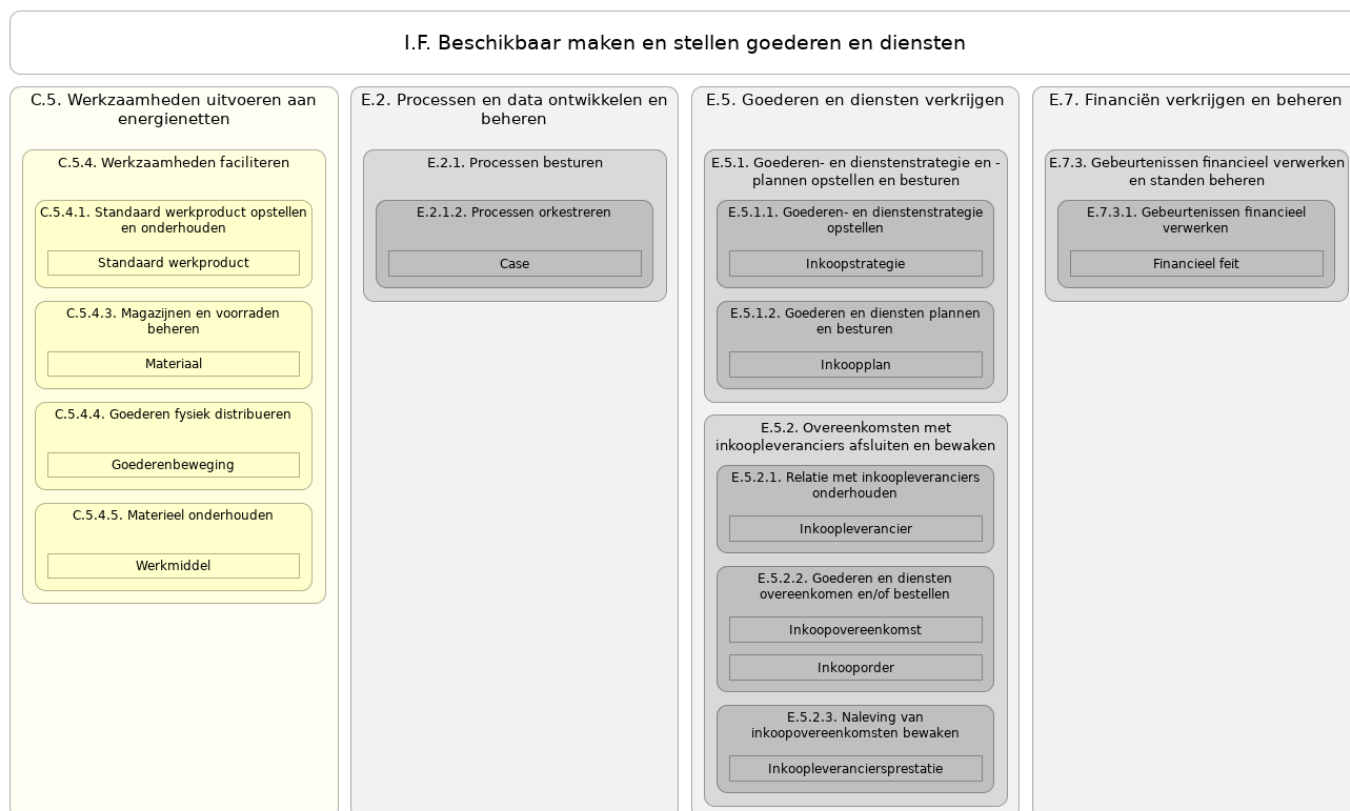 I.F. Beschikbaar maken en stellen goederen en diensten
C.5. Werkzaamheden uitvoeren aan
energienetten
C.5.4. Werkzaamheden faciliteren
C.5.4.1. Standaard werkproduct opstellen
en onderhouden
Standaard werkproduct
C.5.4.3. Magazijnen en voorraden
beheren
Materiaal
C.5.4.4. Goederen fysiek distribueren
Goederenbeweging
C.5.4.5. Materieel onderhouden
Werkmiddel
E.2. Processen en data ontwikkelen en
beheren
E.2.1. Processen besturen
E.2.1.2. Processen orkestreren
Case
E.5. Goederen en diensten verkrijgen
E.5.1. Goederen- en dienstenstrategie en -
plannen opstellen en besturen
E.5.1.1. Goederen- en dienstenstrategie
opstellen
Inkoopstrategie
E.5.1.2. Goederen en diensten plannen
en besturen
Inkoopplan
E.5.2. Overeenkomsten met
inkoopleveranciers afsluiten en bewaken
E.5.2.1. Relatie met inkoopleveranciers
onderhouden
Inkoopleverancier
E.5.2.2. Goederen en diensten
overeenkomen en/of bestellen
Inkoopovereenkomst
Inkooporder
E.5.2.3. Naleving van
inkoopovereenkomsten bewaken
Inkoopleveranciersprestatie
E.7. Financiën verkrijgen en beheren
E.7.3. Gebeurtenissen financieel verwerken
en standen beheren
E.7.3.1. Gebeurtenissen financieel
verwerken
Financieel feit